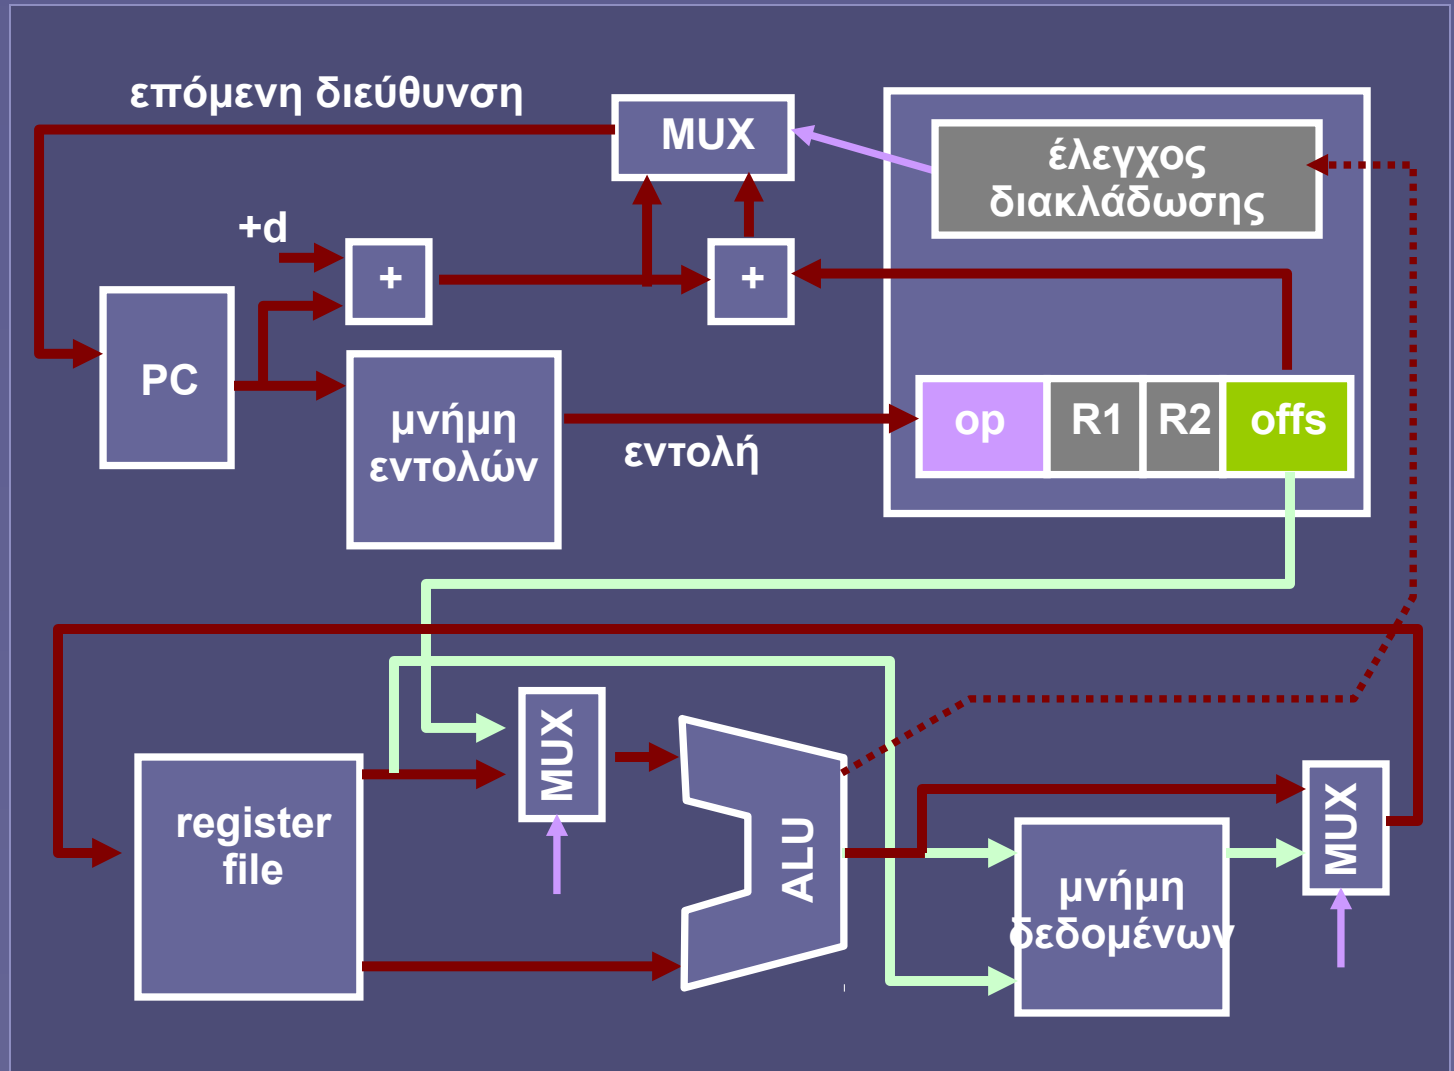 επόμενη διεύθυνση
MUX
έλεγχος
διακλάδωσης
+d
+
+
PC
μνήμη
εντολών
εντολή
op
R1
R2
offs
MUX
register
file
ALU
MUX
μνήμη
δεδομένων